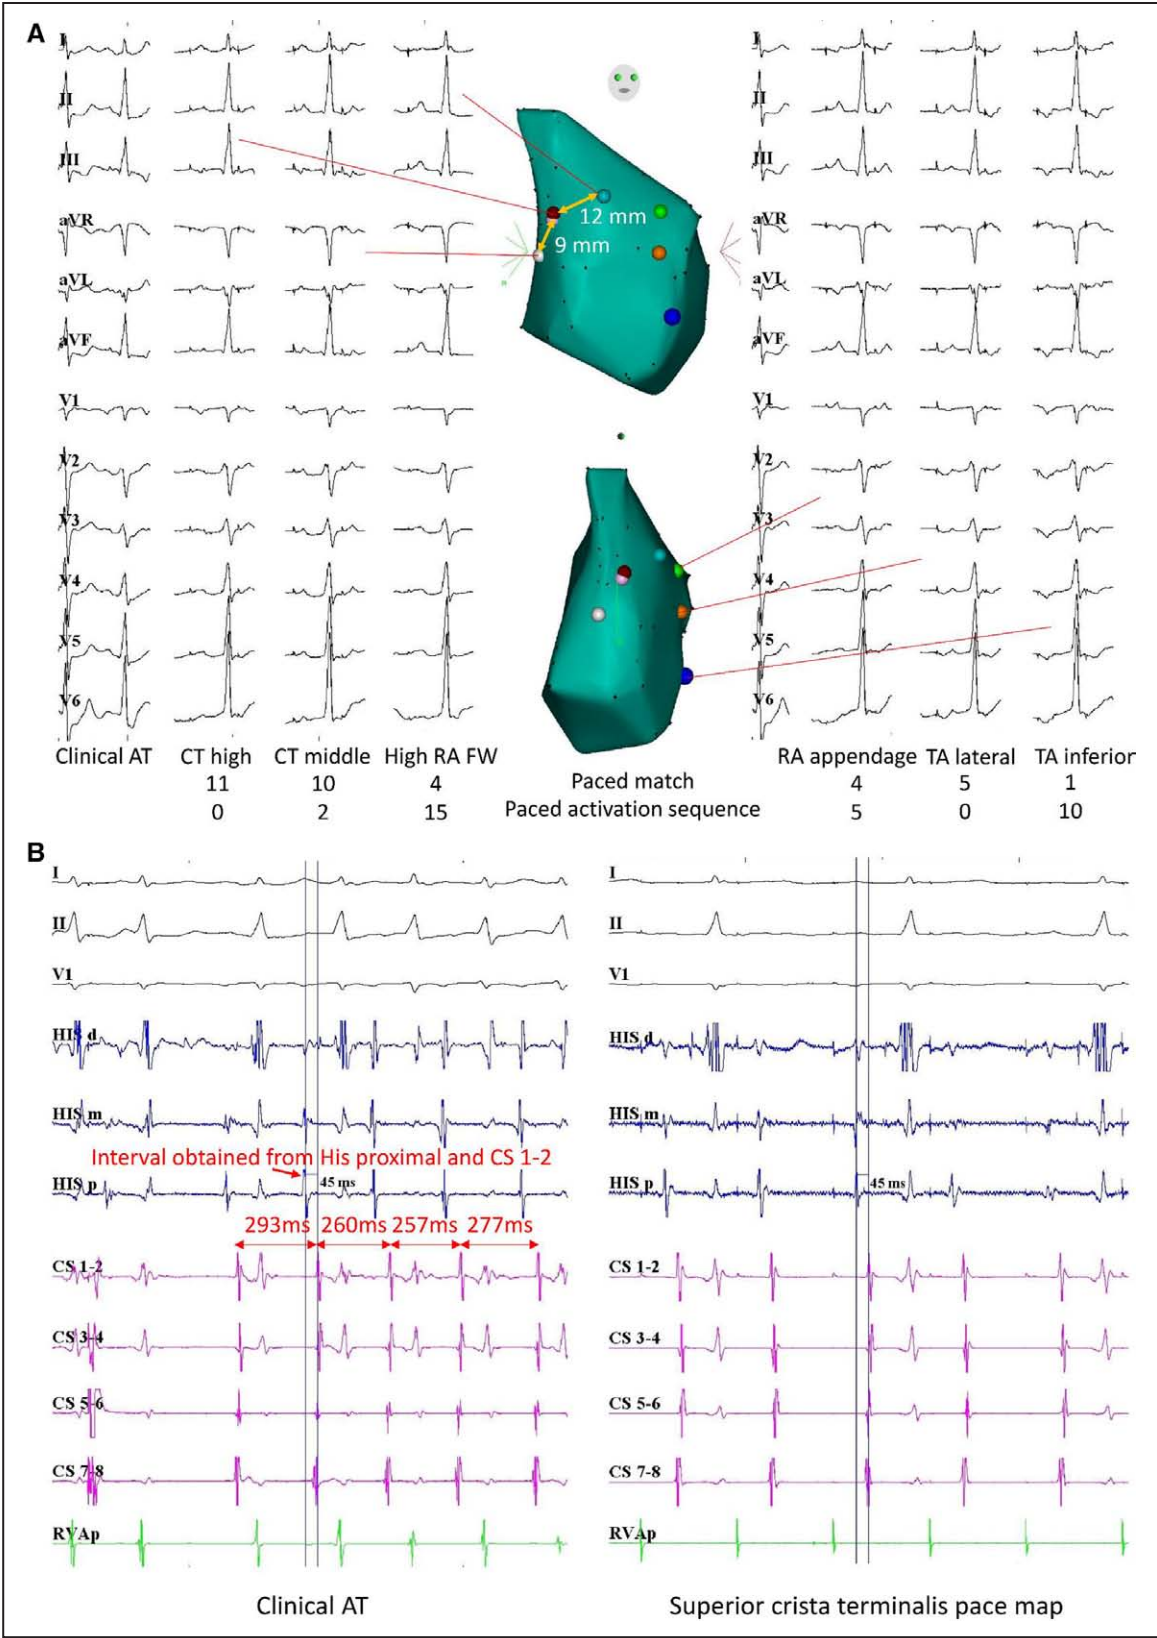 A
I
II
III
aVR
aVL
aVF
V1
V2
V3
V4
V5
V6
12 mm
9 mm
I
II
III
aVR
aVL
aVF
V1
V2
V3
V4
V5
V6
Clinical AT CT high CT middle High RA FW
11 10 4
0 2 15
Paced match
Paced activation sequence
RA appendage TA lateral TA inferior
4 5 1
5 0 10
B
I
II
V1
HIS d
HIS m
Interval obtained from His proximal and CS 1-2
HIS p 45 ms
293ms 260ms 257ms 277ms
CS 1-2
CS 3-4
CS 5-6
CS 7-8
RVAp
Clinical AT
I
II
V1
HIS d
HIS m
HIS p 45 ms
CS 1-2
CS 3-4
CS 5-6
CS 7-8
RVAp
Superior crista terminalis pace map